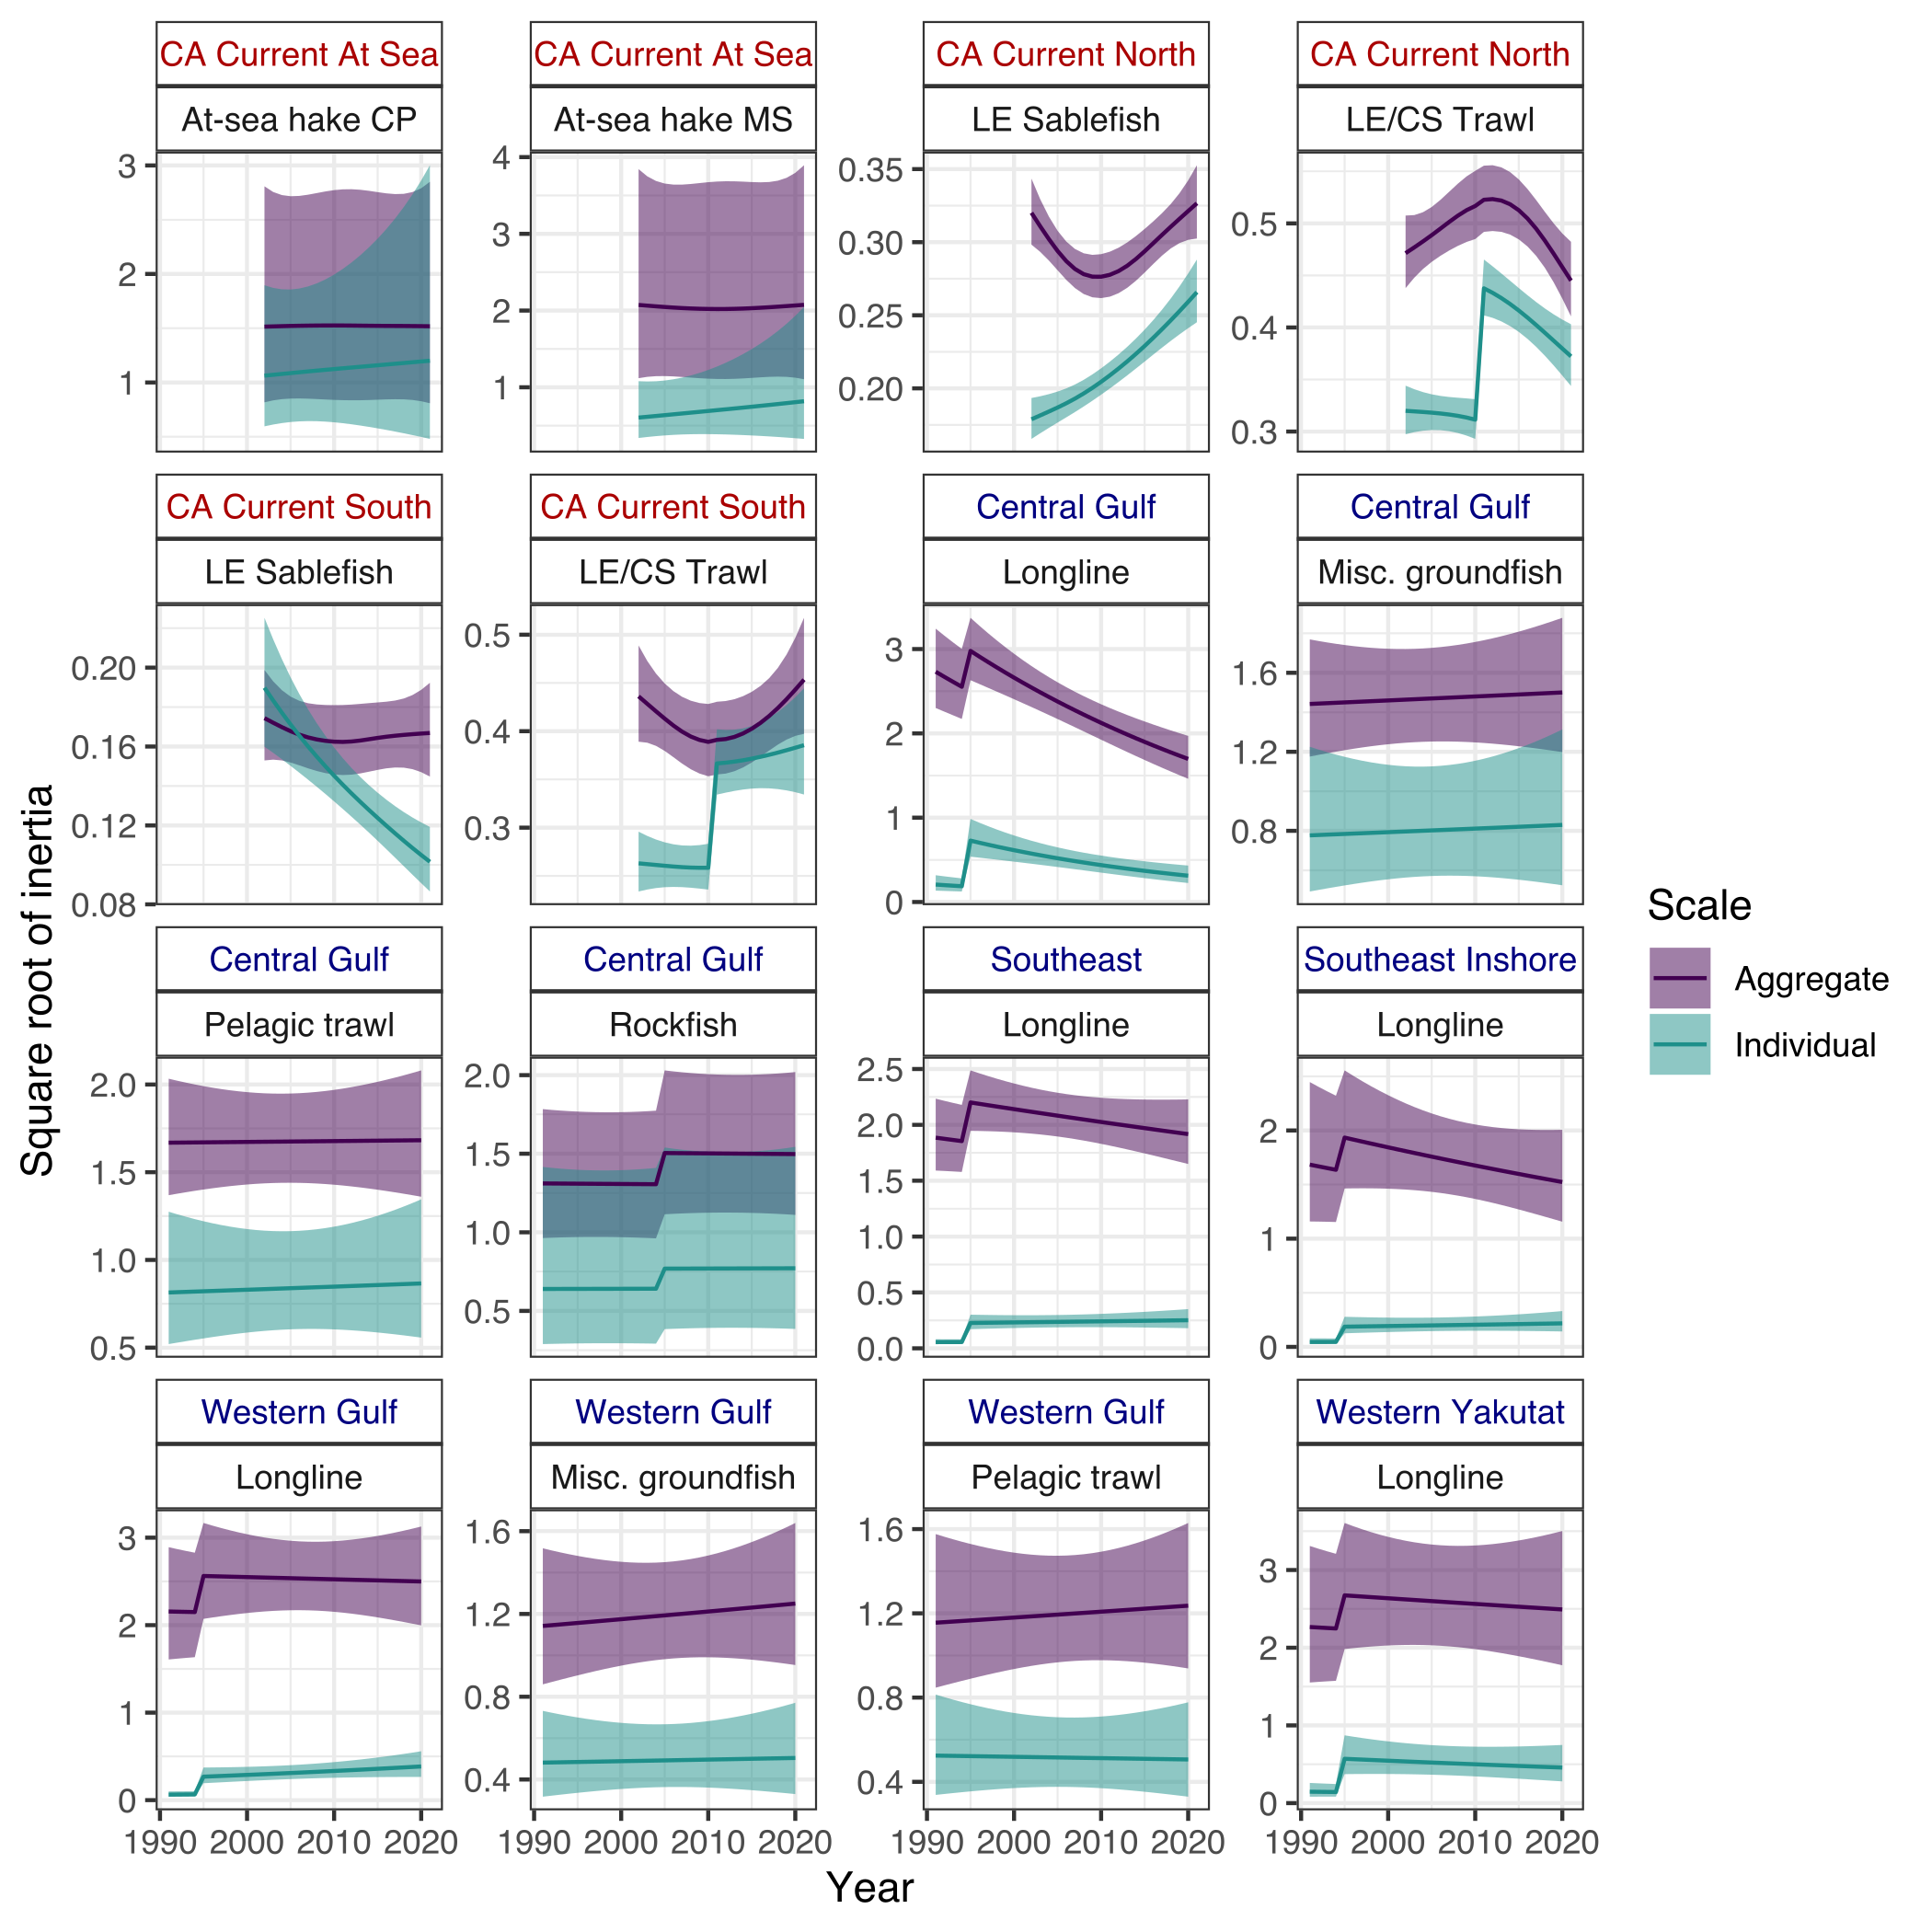 CA Current At Sea
CA Current At Sea
CA Current North
CA Current North
At-sea hake CP
At-sea hake MS
LE Sablefish
LE/CS Trawl
3
2
1
4
3
2
1
0.35
0.30
0.25
0.20
0.5
0.4
0.3
CA Current South
CA Current South
Central Gulf
Central Gulf
LE Sablefish
LE/CS Trawl
Longline
Misc. groundfish
0.20
0.16
0.12
0.08
0.5
0.4
0.3
3
2
1
0
1.6
1.2
0.8
Central Gulf
Central Gulf
Southeast
Southeast Inshore
Pelagic trawl
Rockfish
Longline
Longline
2.0
1.5
1.0
0.5
2.0
1.5
1.0
0.5
2.5
2.0
1.5
1.0
0.5
0.0
2
1
0
Western Gulf
Western Gulf
Western Gulf
Western Yakutat
Longline
Misc. groundfish
Pelagic trawl
Longline
3
2
1
0
1.6
1.2
0.8
0.4
1.6
1.2
0.8
0.4
3
2
1
0
1990 2000 2010 2020
1990 2000 2010 2020
1990 2000 2010 2020
1990 2000 2010 2020
Year
Square root of inertia
Scale
Aggregate
Individual